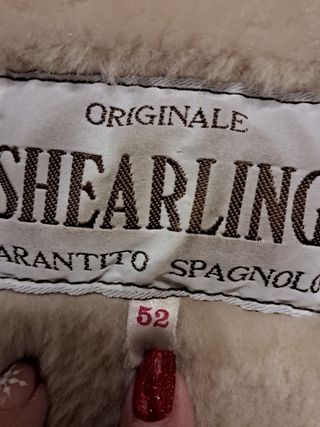 ORIGINALE
SHEARLING
ARANTITO SPAGNOLO
52